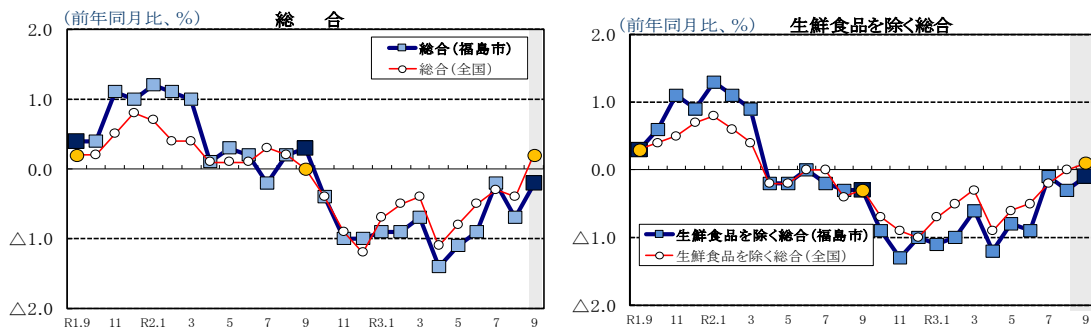 (前年同月比、%)
総　合
2.0
1.0
0.0
△1.0
△2.0
総合(福島市)
総合(全国)
R1.9 11 R2.1 3 5 7 9 11 R3.1 3 5 7 9
(前年同月比、%)
生鮮食品を除く総合
2.0
1.0
0.0
△1.0
△2.0
生鮮食品を除く総合(福島市)
生鮮食品を除く総合(全国)
R1.9 11 R2.1 3 5 7 9 11 R3.1 3 5 7 9